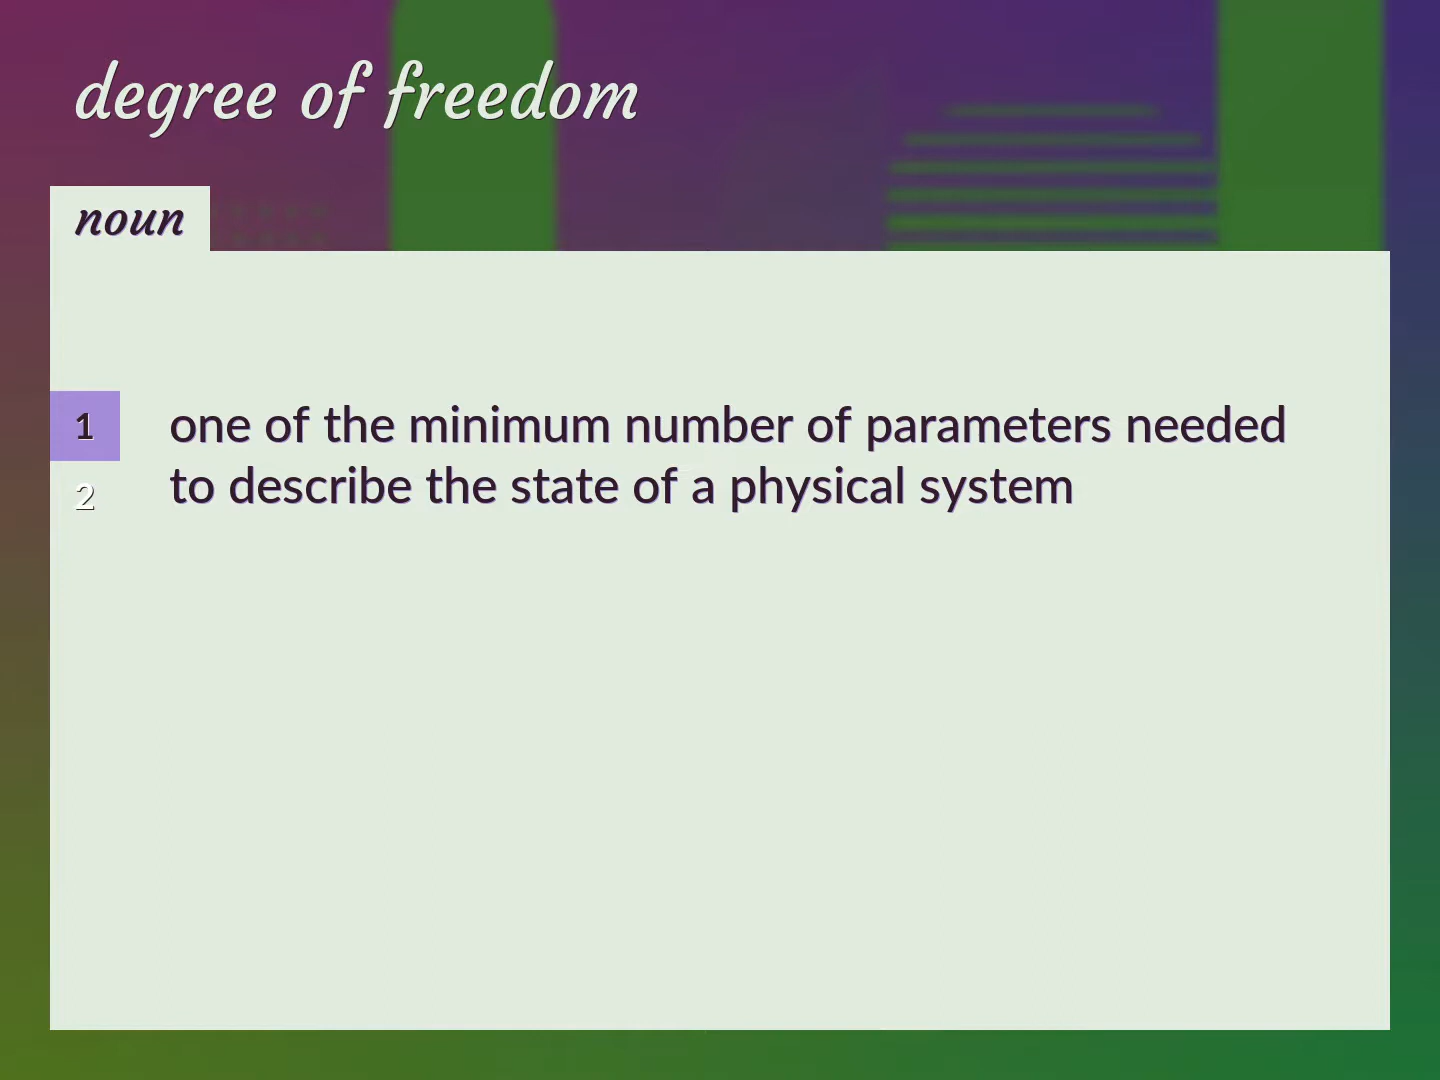 degree of freedom
noun
1 one of the minimum number of parameters needed
2 to describe the state of a physical system